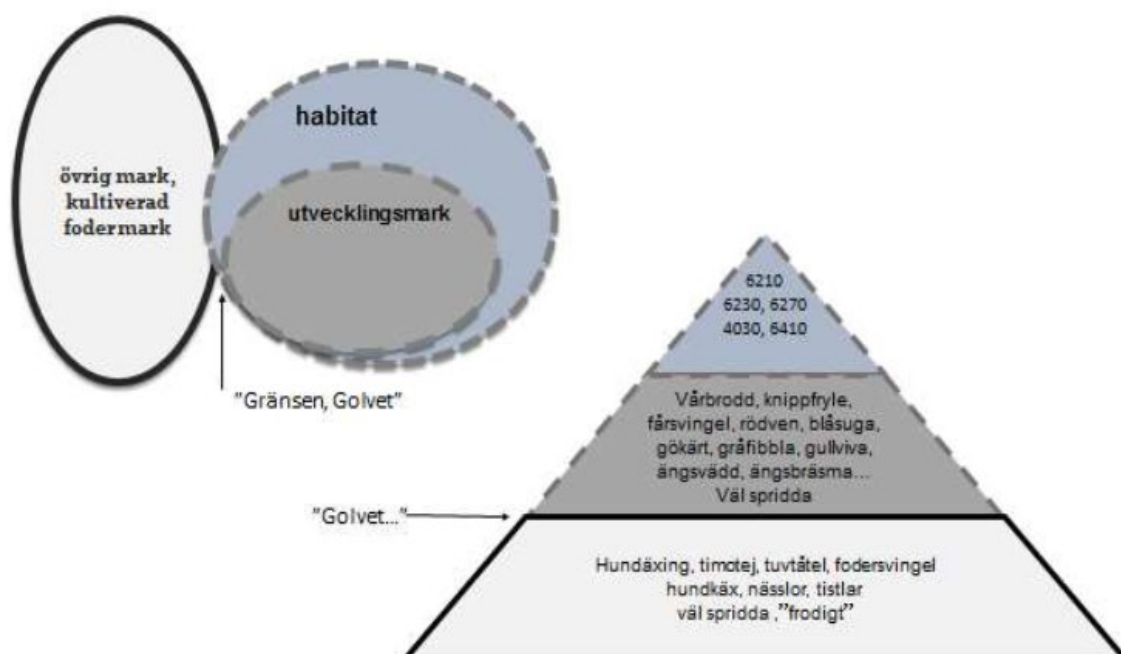 habitat
övrig mark,
kultiverad
fodermark
utvecklingsmark
"Gränsen, Golvet"
6210
6230, 6270
4030, 6410
Vårbrodd, knippfryle,
fårsvingel, rödven, blåsuga,
gökärt, gråfibbla, gullviva,
ängsvädd, ängsbräsma...
Väl spridda
"Golvet..."
Hundäxing, timotej, tuvtåtel, fodersvingel
hundkäx, nässlor, tistlar
väl spridda ,"frodigt"